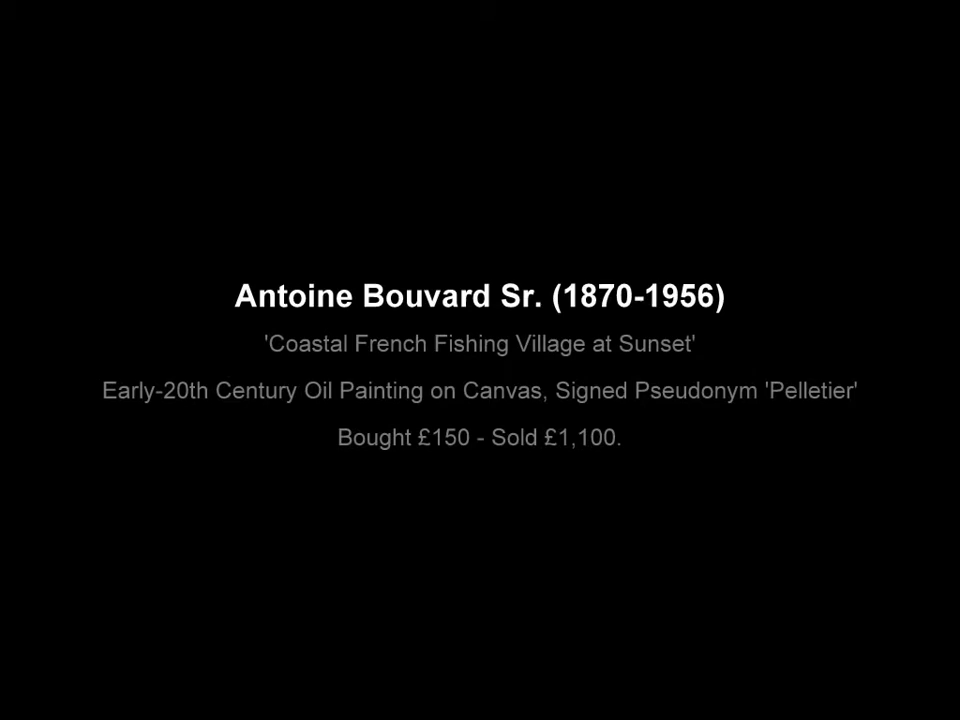 Antoine Bouvard Sr. (1870-1956)
'Coastal French Fishing Village at Sunset'
Early-20th Century Oil Painting on Canvas, Signed Pseudonym 'Pelletier'
Bought £150 - Sold £1,100.